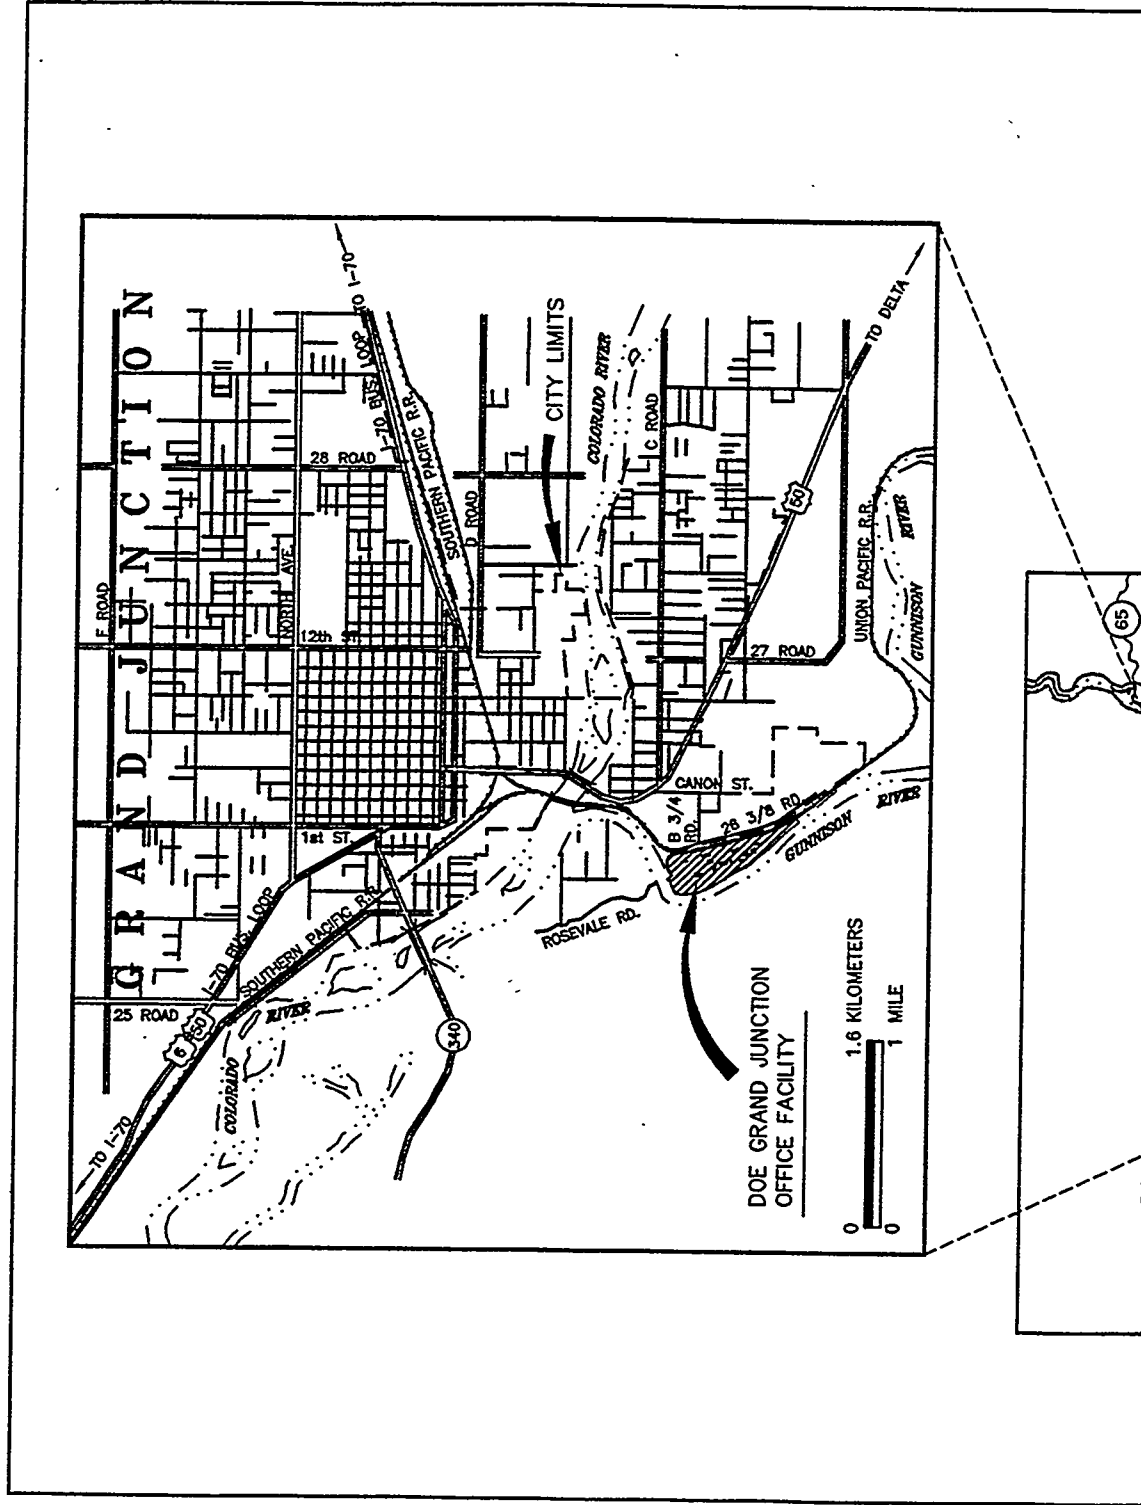 GRAND JUNCTION
F ROAD
25 ROAD
TO I-70
6
50
I-70 BUS. LOOP
SOUTHERN PACIFIC R.R.
COLORADO
RIVER
340
1st ST.
12th ST.
NORTH AVE.
28 ROAD
I-70 BUS. LOOP
TO I-70
SOUTHERN PACIFIC R.R.
D ROAD
CITY LIMITS
COLORADO RIVER
C ROAD
50
TO DELTA
27 ROAD
UNION PACIFIC R.R.
GUNNISON
RIVER
CANON ST.
B 3/4
RD.
26 3/8 RD.
GUNNISON
RIVER
ROSEVALE RD.
DOE GRAND JUNCTION
OFFICE FACILITY
0
1.6 KILOMETERS
0
1 MILE
65